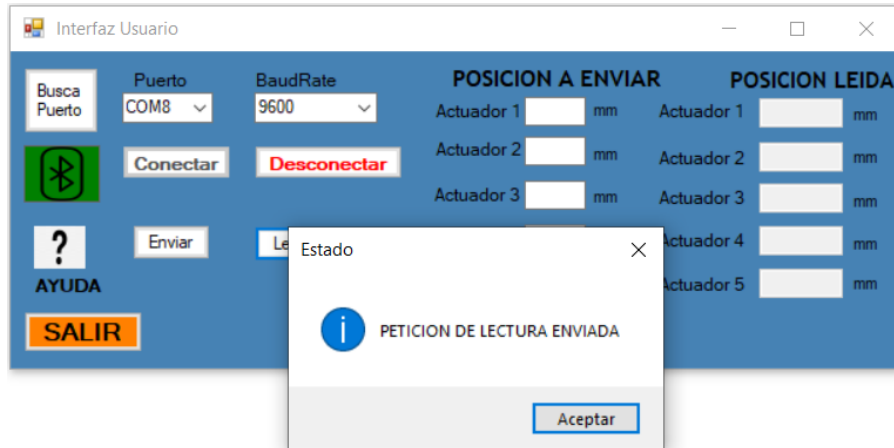 Interfaz Usuario
Busca
Puerto
Puerto
COM8
BaudRate
9600
Conectar
Desconectar
?
AYUDA
Enviar
Le
SALIR
POSICION A ENVIAR
Actuador 1 mm
Actuador 2 mm
Actuador 3 mm
POSICION LEIDA
Actuador 1 mm
Actuador 2 mm
Actuador 3 mm
Actuador 4 mm
Actuador 5 mm
Estado
i
PETICION DE LECTURA ENVIADA
Aceptar